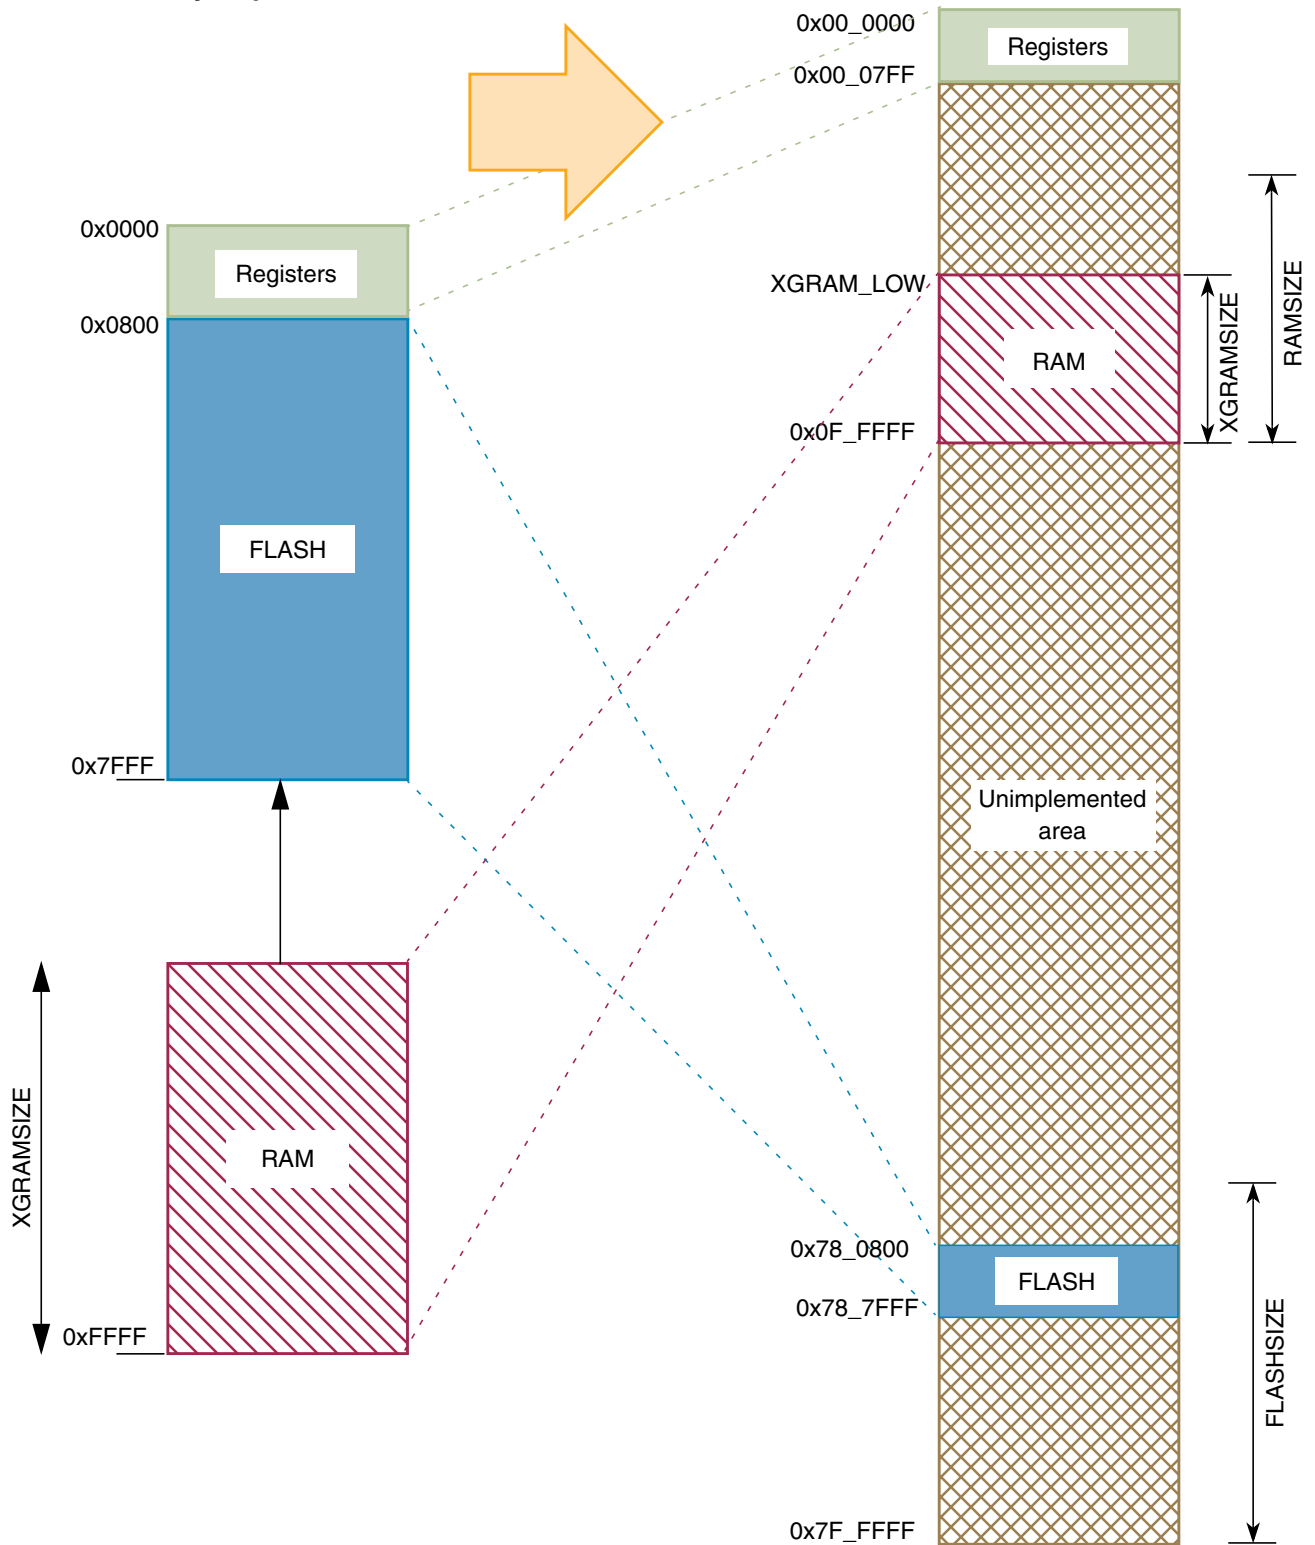 0x0000
Registers
0x0800
FLASH
0x7FFF
XGRAMSIZE
RAM
0xFFFF
0x00_0000
Registers
0x00_07FF
XGRAM_LOW
RAM
0x0F_FFFF
XGRAMSIZE
RAMSIZE
Unimplemented
area
0x78_0800
FLASH
0x78_7FFF
FLASHSIZE
0x7F_FFFF